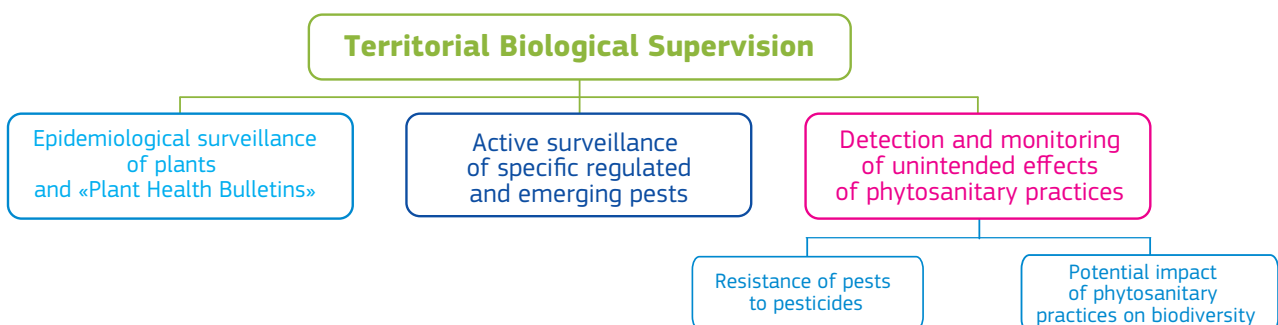 Territorial Biological Supervision
Epidemiological surveillance
of plants
and «Plant Health Bulletins»
Active surveillance
of specific regulated
and emerging pests
Detection and monitoring
of unintended effects
of phytosanitary practices
Resistance of pests
to pesticides
Potential impact
of phytosanitary
practices on biodiversity